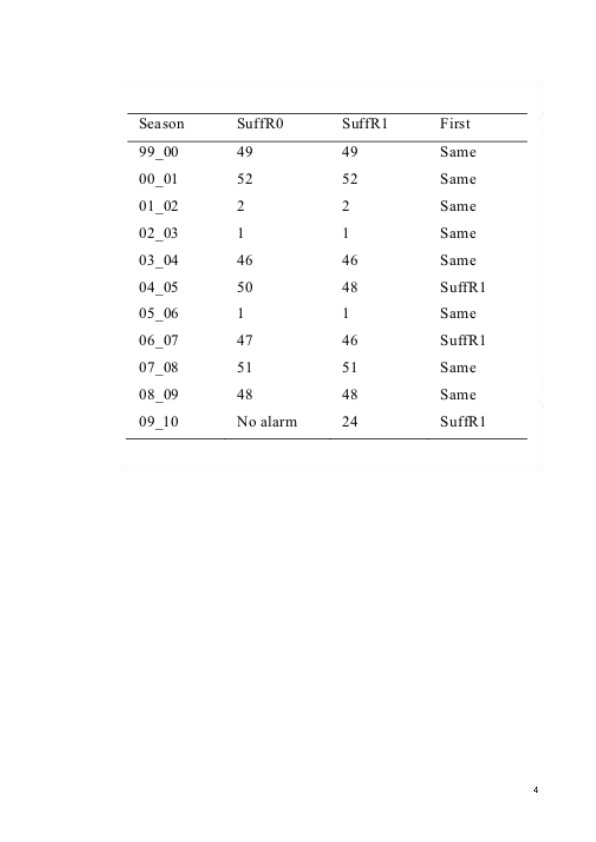 Season SuffR0 SuffR1 First
99_00 49 49 Same
00_01 52 52 Same
01_02 2 2 Same
02_03 1 1 Same
03_04 46 46 Same
04_05 50 48 SuffR1
05_06 1 1 Same
06_07 47 46 SuffR1
07_08 51 51 Same
08_09 48 48 Same
09_10 No alarm 24 SuffR1
4